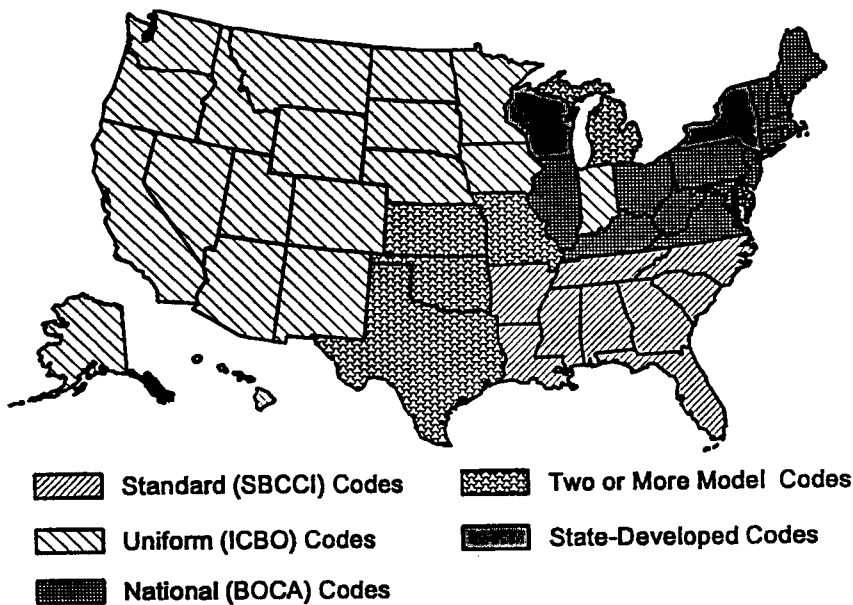 Standard (SBCCI) Codes
Uniform (ICBO) Codes
National (BOCA) Codes
Two or More Model Codes
State-Developed Codes